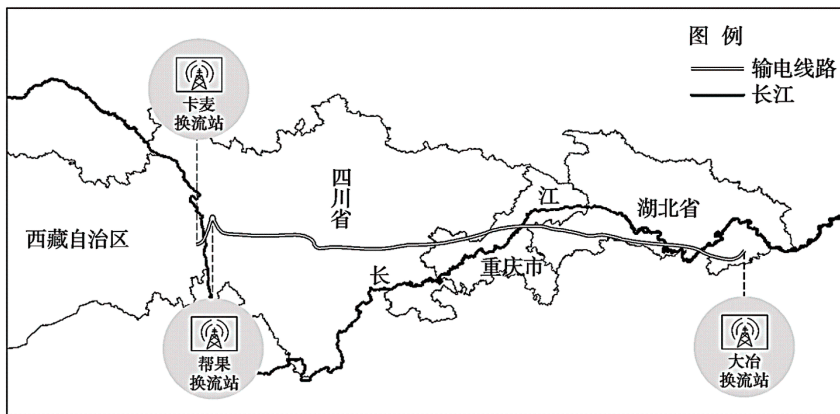 图 例
输电线路
长江
卡麦
换流站
西藏自治区
四川省
江
湖北省
长
重庆市
帮果
换流站
大冶
换流站